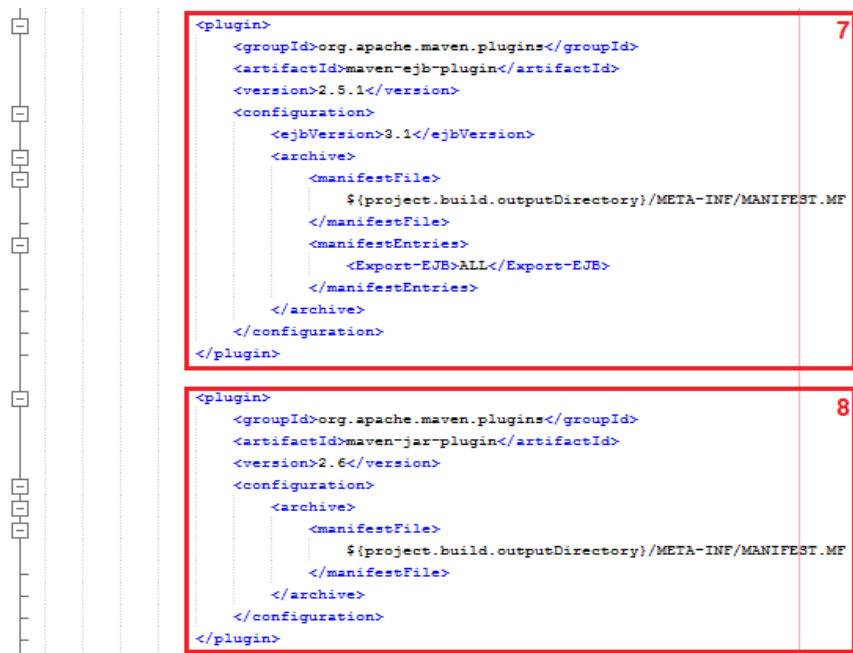 <plugin>
7
<groupId>org.apache.maven.plugins</groupId>
<artifactId>maven-ejb-plugin</artifactId>
<version>2.5.1</version>
<configuration>
<ejbVersion>3.1</ejbVersion>
<archive>
<manifestFile>
${project.build.outputDirectory}/META-INF/MANIFEST.MF
</manifestFile>
<manifestEntries>
<Export-EJB>ALL</Export-EJB>
</manifestEntries>
</archive>
</configuration>
</plugin>
<plugin>
8
<groupId>org.apache.maven.plugins</groupId>
<artifactId>maven-jar-plugin</artifactId>
<version>2.6</version>
<configuration>
<archive>
<manifestFile>
${project.build.outputDirectory}/META-INF/MANIFEST.MF
</manifestFile>
</archive>
</configuration>
</plugin>